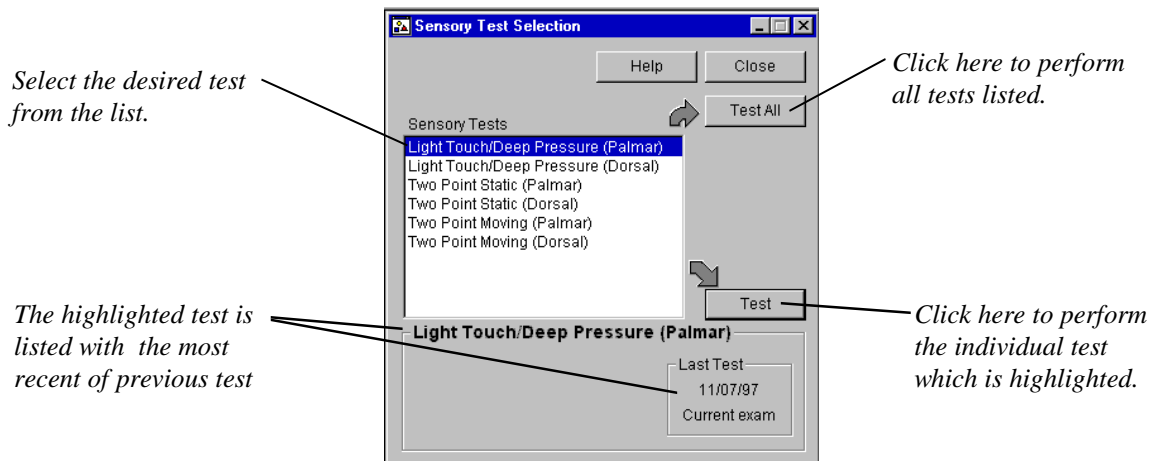 Sensory Test Selection
Help
Close
Select the desired test
from the list.
Click here to perform
all tests listed.
Test All
Sensory Tests
Light Touch/Deep Pressure (Palmar)
Light Touch/Deep Pressure (Dorsal)
Two Point Static (Palmar)
Two Point Static (Dorsal)
Two Point Moving (Palmar)
Two Point Moving (Dorsal)
Test
The highlighted test is
listed with the most
recent of previous test
Click here to perform
the individual test
which is highlighted.
Light Touch/Deep Pressure (Palmar)
Last Test
11/07/97
Current exam